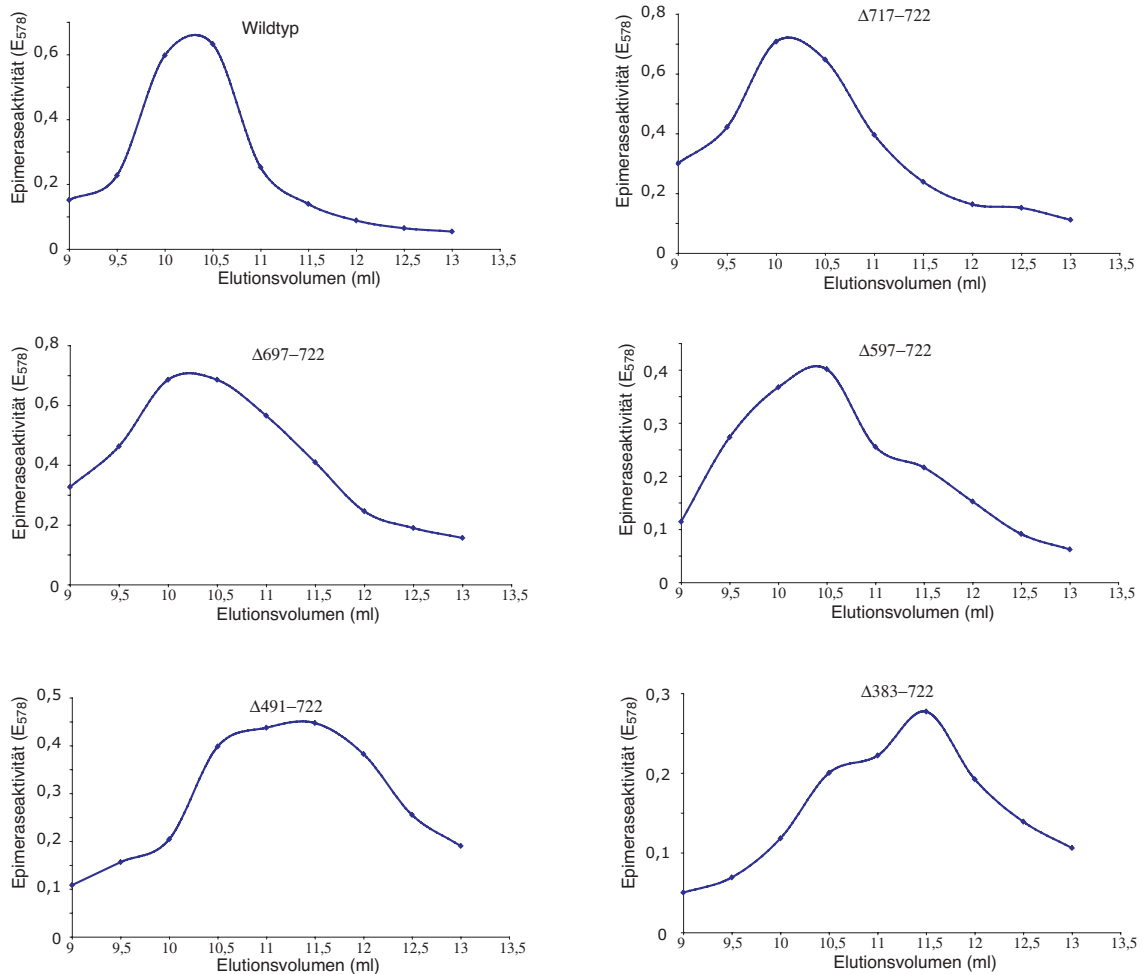 Wildtyp
Epimeraseaktivität (E578)
0,6
0,4
0,2
0
9 9,5 10 10,5 11 11,5 12 12,5 13 13,5
Elutionsvolumen (ml)
Δ717–722
Epimeraseaktivität (E578)
0,8
0,6
0,4
0,2
0
9 9,5 10 10,5 11 11,5 12 12,5 13 13,5
Elutionsvolumen (ml)
Δ697–722
Epimeraseaktivität (E578)
0,8
0,6
0,4
0,2
0
9 9,5 10 10,5 11 11,5 12 12,5 13 13,5
Elutionsvolumen (ml)
Δ597–722
Epimeraseaktivität (E578)
0,4
0,3
0,2
0,1
0
9 9,5 10 10,5 11 11,5 12 12,5 13 13,5
Elutionsvolumen (ml)
Δ491–722
Epimeraseaktivität (E578)
0,5
0,4
0,3
0,2
0,1
0
9 9,5 10 10,5 11 11,5 12 12,5 13 13,5
Elutionsvolumen (ml)
Δ383–722
Epimeraseaktivität (E578)
0,3
0,2
0,1
0
9 9,5 10 10,5 11 11,5 12 12,5 13 13,5
Elutionsvolumen (ml)